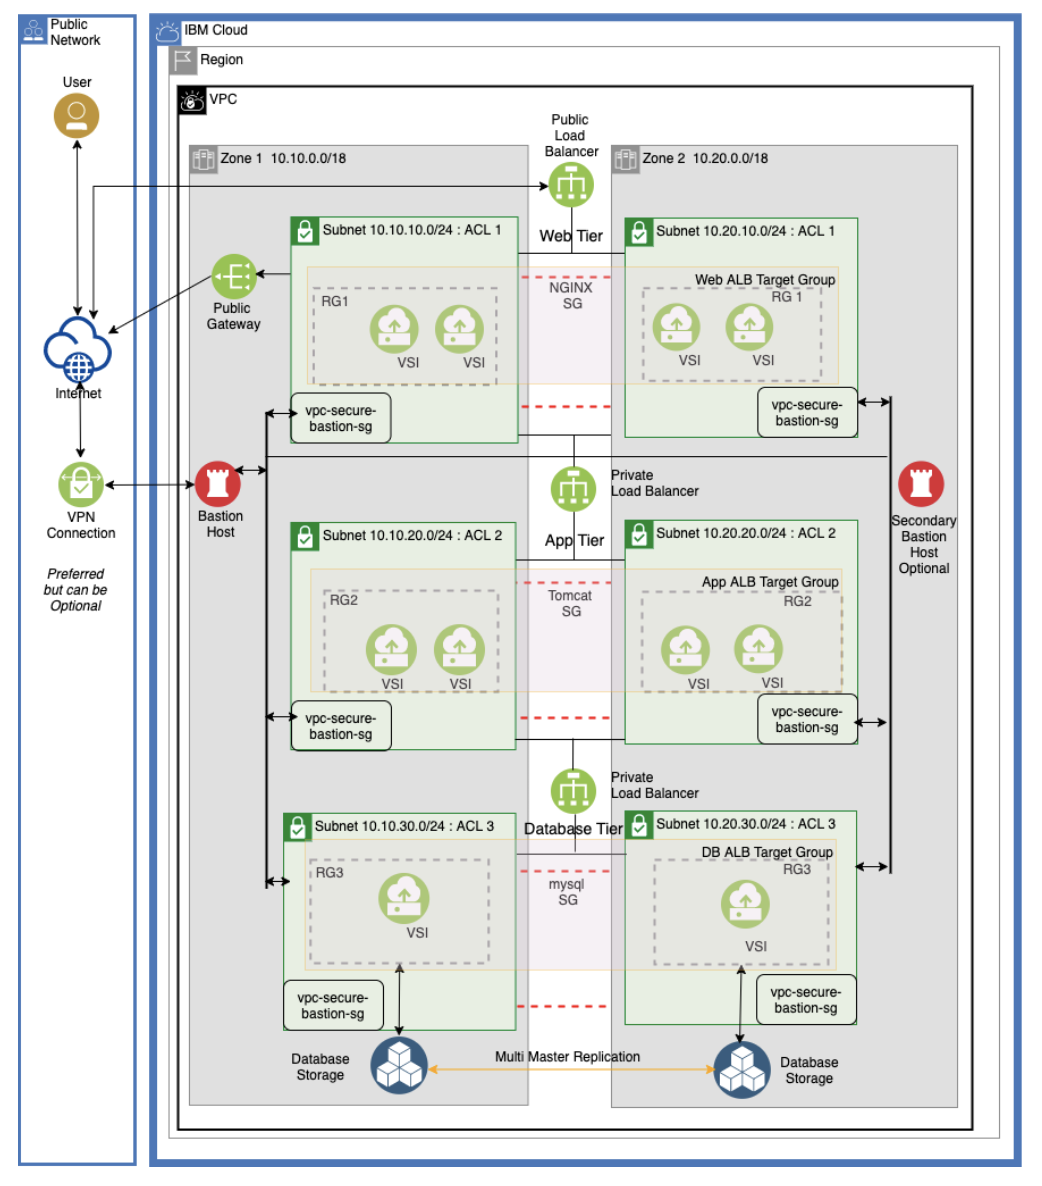 Public
Network
IBM Cloud
Region
VPC
User
Public
Load
Balancer
Zone 1  10.10.0.0/18
Zone 2  10.20.0.0/18
Subnet 10.10.10.0/24 : ACL 1
Web Tier
Subnet 10.20.10.0/24 : ACL 1
Public
Gateway
Web ALB Target Group
NGINX
SG
RG1
RG 1
VSI
VSI
VSI
VSI
Internet
vpc-secure-
bastion-sg
vpc-secure-
bastion-sg
Private
Load Balancer
VPN
Connection
Bastion
Host
Secondary
Bastion
Host
Optional
Preferred
but can be
Optional
Subnet 10.10.20.0/24 : ACL 2
App Tier
Subnet 10.20.20.0/24 : ACL 2
App ALB Target Group
Tomcat
SG
RG2
RG2
VSI
VSI
VSI
VSI
vpc-secure-
bastion-sg
vpc-secure-
bastion-sg
Private
Load Balancer
Subnet 10.10.30.0/24 : ACL 3
Database Tier
Subnet 10.20.30.0/24 : ACL 3
DB ALB Target Group
RG3
RG3
mysql
SG
VSI
VSI
vpc-secure-
bastion-sg
vpc-secure-
bastion-sg
Database
Storage
Multi Master Replication
Database
Storage